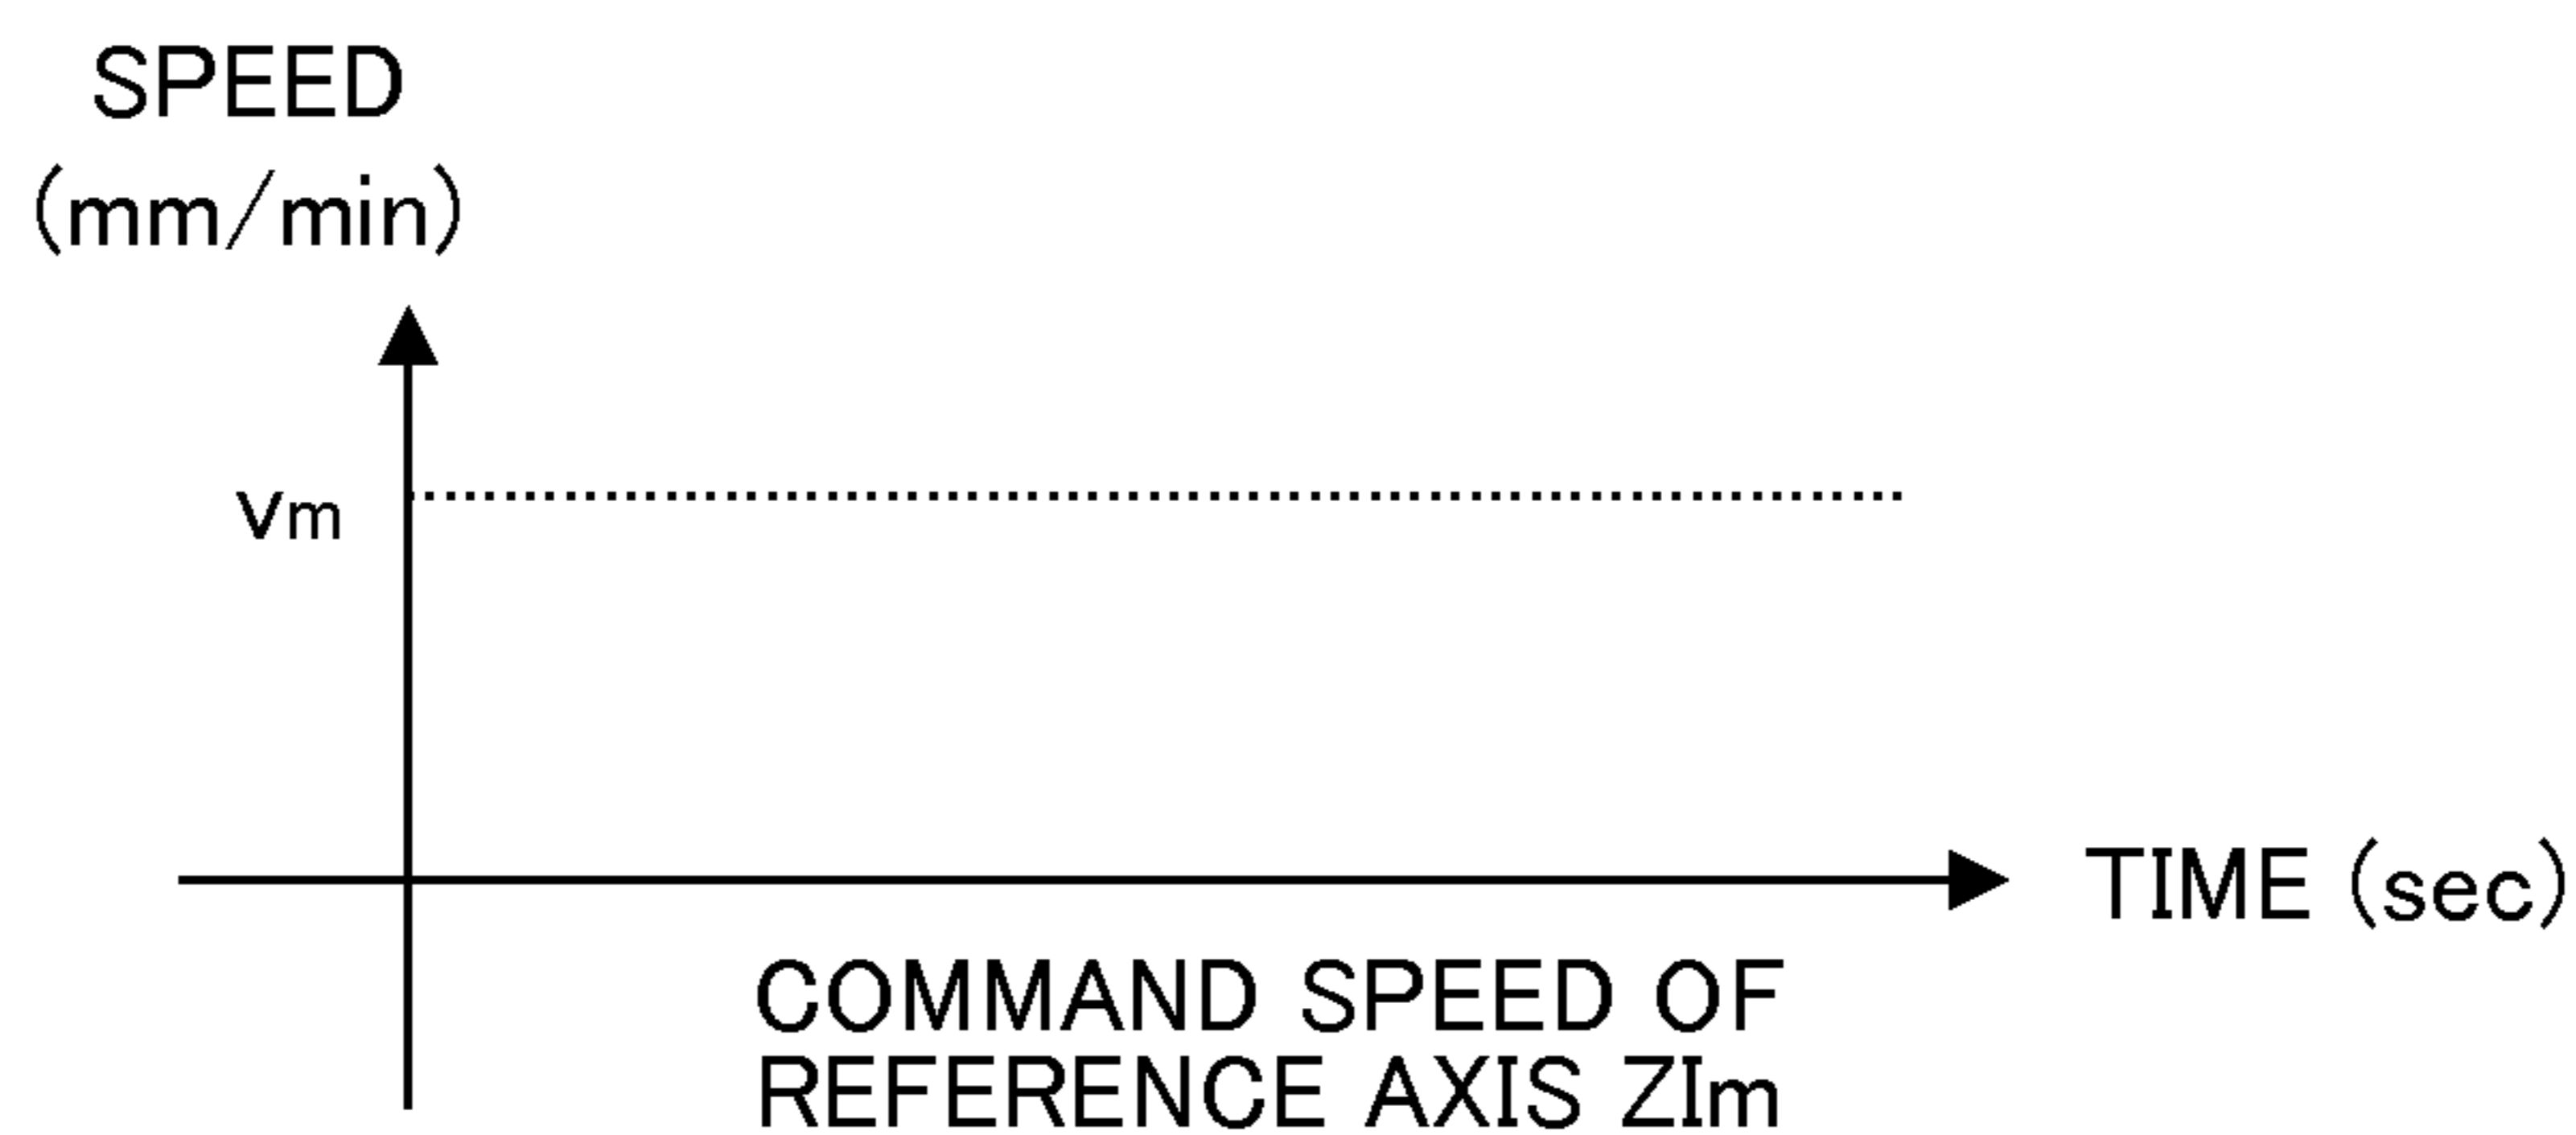 SPEED
(mm/min)
vm
TIME (sec)
COMMAND SPEED OF
REFERENCE AXIS ZIm